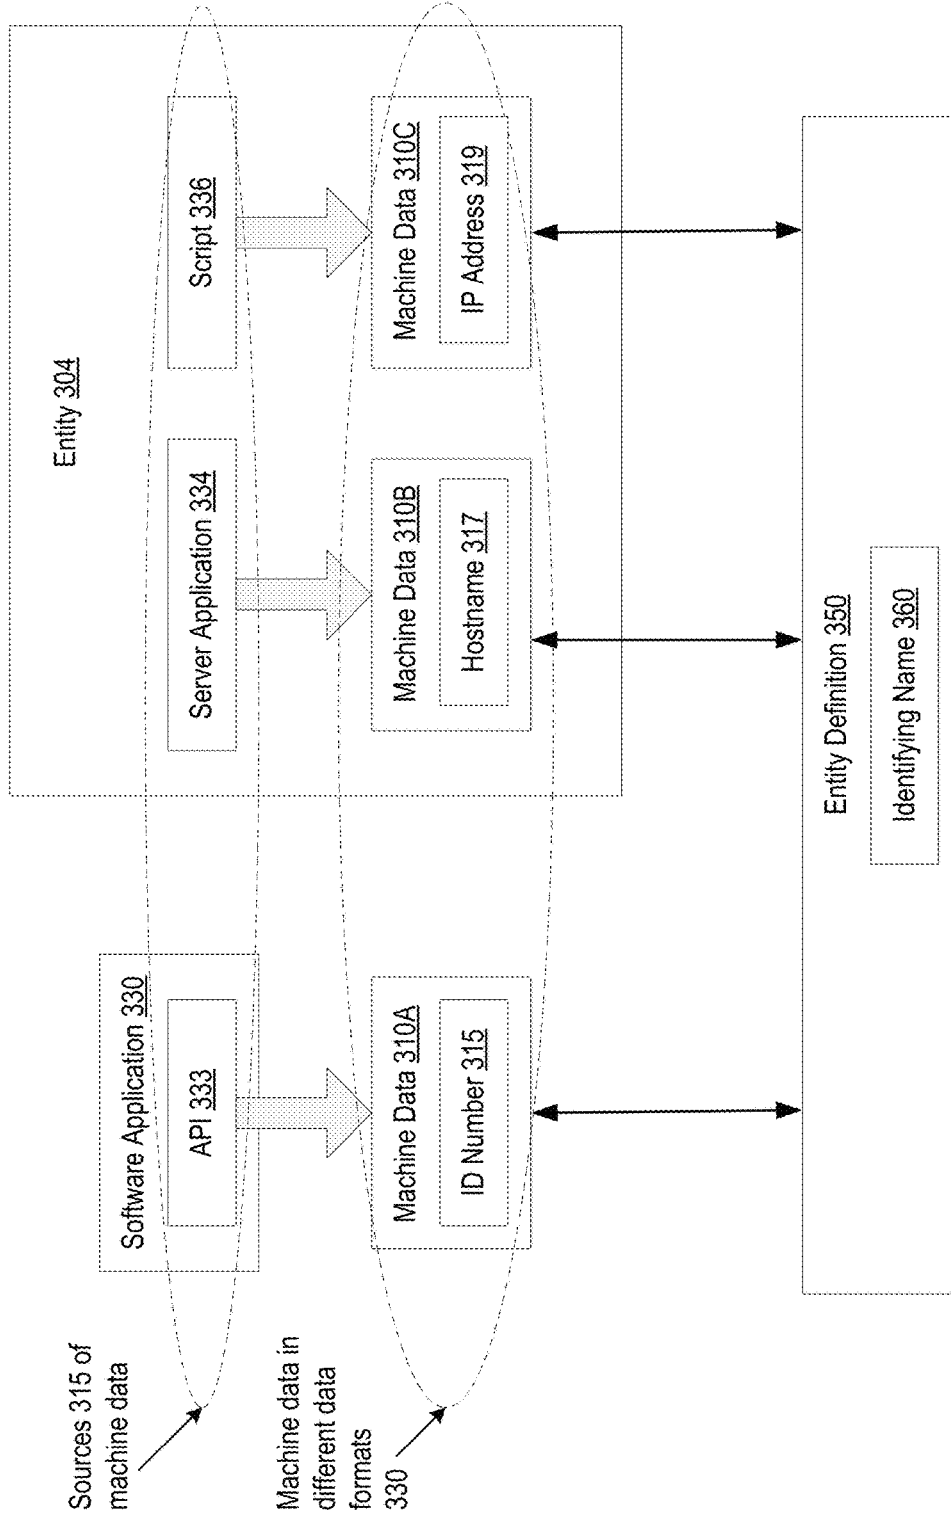 Entity 304
Software Application 330
API 333
Server Application 334
Script 336
Sources 315 of
machine data
Machine Data 310A
ID Number 315
Machine Data 310B
Hostname 317
Machine Data 310C
IP Address 319
Machine data in
different data
formats
330
Entity Definition 350
Identifying Name 360